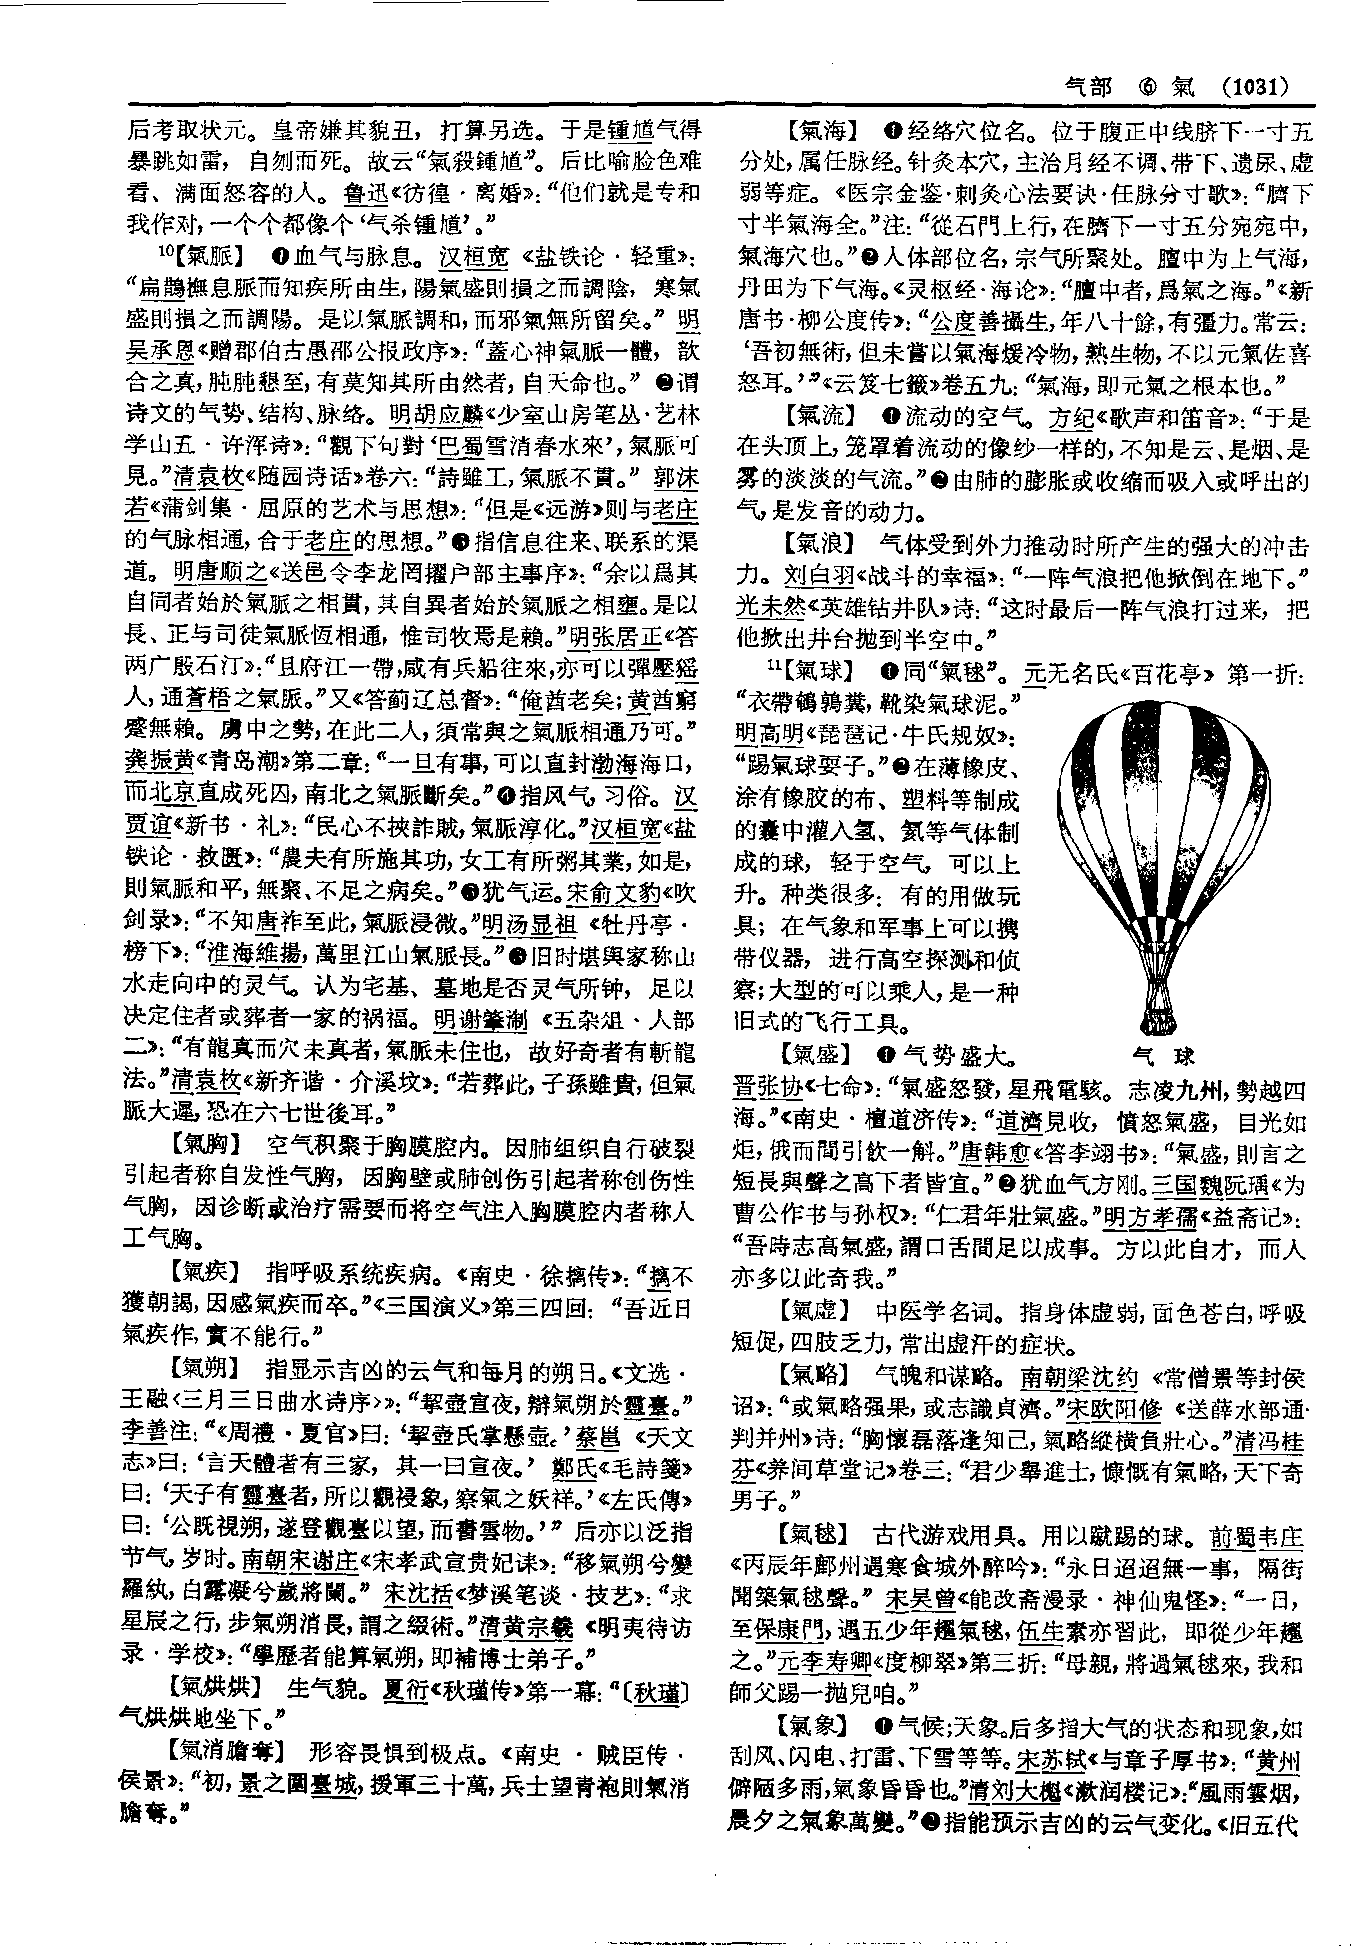 气部 ⑥ 氣 (1031)
后考取状元。皇帝嫌其貌丑，打算另选。于是锺馗气得
暴跳如雷，自刎而死。故云“氣殺鍾馗”。后比喻脸色难
看、满面怒容的人。鲁迅《彷徨·离婚》：“他们就是专和
我作对，一个个都像个‘气杀锺馗’。”
10【氣脈】 ❶血气与脉息。汉桓宽《盐铁论·轻重》：
“扁鵲撫息脈而知疾所由生，陽氣盛則損之而調陰，寒氣
盛則損之而調陽。是以氣脈調和，而邪氣無所留矣。”明
吴承恩《赠郡伯古愚邵公报政序》：“蓋心神氣脈一體，歆
合之真，肫肫懇至，有莫知其所由然者，自天命也。”❷谓
诗文的气势、结构、脉络。明胡应麟《少室山房笔丛·艺林
学山五·许浑诗》：“觀下句對‘巴蜀雪消春水來’，氣脈可
見。”清袁枚《随园诗话》卷六：“詩雖工，氣脈不貫。”郭沫
若《蒲剑集·屈原的艺术与思想》：“但是《远游》则与老庄
的气脉相通，合于老庄的思想。”❸指信息往来、联系的渠
道。明唐顺之《送邑令李龙冈擢户部主事序》：“余以爲其
自同者始於氣脈之相貫，其自異者始於氣脈之相壅。是以
長、正与司徒氣脈恆相通，惟司牧焉是賴。”明张居正《答
两广殷石汀》：“且府江一帶，咸有兵船往來，亦可以彈壓猺
人，通蒼梧之氣脈。”又《答蓟辽总督》：“俺酋老矣；黄酋窮
蹙無賴。虜中之勢，在此二人，須常與之氣脈相通乃可。”
龚振黄《青岛潮》第二章：“一旦有事，可以直封渤海海口，
而北京直成死囚，南北之氣脈斷矣。”❹指风气，习俗。汉
贾谊《新书·礼》：“民心不挾詐賊，氣脈淳化。”汉桓宽《盐
铁论·救匮》：“農夫有所施其功，女工有所粥其業，如是，
則氣脈和平，無聚、不足之病矣。”❺犹气运。宋俞文豹《吹
剑录》：“不知唐祚至此，氣脈浸微。”明汤显祖《牡丹亭·
榜下》：“淮海維揚，萬里江山氣脈長。”❻旧时堪舆家称山
水走向中的灵气。认为宅基、墓地是否灵气所钟，足以
决定住者或葬者一家的祸福。明谢肇淛《五杂俎·人部
二》：“有龍真而穴未真者，氣脈未住也，故好奇者有斬龍
法。”清袁枚《新齐谐·介溪坟》：“若葬此，子孫雖貴，但氣
脈大遲，恐在六七世後耳。”
【氣胸】 空气积聚于胸膜腔内。因肺组织自行破裂
引起者称自发性气胸，因胸壁或肺创伤引起者称创伤性
气胸，因诊断或治疗需要而将空气注入胸膜腔内者称人
工气胸。
【氣疾】 指呼吸系统疾病。《南史·徐摛传》：“摛不
獲朝謁，因感氣疾而卒。”《三国演义》第三四回：“吾近日
氣疾作，實不能行。”
【氣朔】 指显示吉凶的云气和每月的朔日。《文选·
王融〈三月三日曲水诗序〉》：“挈壺宣夜，辯氣朔於靈臺。”
李善注：“《周禮·夏官》曰：‘挈壺氏掌懸壺。’蔡邕《天文
志》曰：‘言天體者有三家，其一曰宣夜。’鄭氏《毛詩箋》
曰：‘天子有靈臺者，所以觀祲象，察氣之妖祥。’《左氏傳》
曰：‘公既視朔，遂登觀臺以望，而書雲物。’”后亦以泛指
节气，岁时。南朝宋谢庄《宋孝武宣贵妃诔》：“移氣朔兮變
羅紈，白露凝兮歲將闌。”宋沈括《梦溪笔谈·技艺》：“求
星辰之行，步氣朔消長，謂之綴術。”清黄宗羲《明夷待访
录·学校》：“學歷者能算氣朔，即補博士弟子。”
【氣烘烘】 生气貌。夏衍《秋瑾传》第一幕：“〔秋瑾〕
气烘烘地坐下。”
【氣消膽奪】 形容畏惧到极点。《南史·贼臣传·
侯景》：“初，景之圍臺城，援軍三十萬，兵士望青袍則氣消
膽奪。”
【氣海】 ❶经络穴位名。位于腹正中线脐下一寸五
分处，属任脉经。针灸本穴，主治月经不调、带下、遗尿、虚
弱等症。《医宗金鉴·刺灸心法要诀·任脉分寸歌》：“臍下
寸半氣海全。”注：“從石門上行，在臍下一寸五分宛宛中，
氣海穴也。”❷人体部位名，宗气所聚处。膻中为上气海，
丹田为下气海。《灵枢经·海论》：“膻中者，爲氣之海。”《新
唐书·柳公度传》：“公度善攝生，年八十餘，有彊力。常云：
‘吾初無術，但未嘗以氣海煖冷物，熟生物，不以元氣佐喜
怒耳。’”《云笈七籤》卷五九：“氣海，即元氣之根本也。”
【氣流】 ❶流动的空气。方纪《歌声和笛音》：“于是
在头顶上，笼罩着流动的像纱一样的，不知是云、是烟、是
雾的淡淡的气流。”❷由肺的膨胀或收缩而吸入或呼出的
气，是发音的动力。
【氣浪】 气体受到外力推动时所产生的强大的冲击
力。刘白羽《战斗的幸福》：“一阵气浪把他掀倒在地下。”
光未然《英雄钻井队》诗：“这时最后一阵气浪打过来，把
他掀出井台抛到半空中。”
11【氣球】 ❶同“氣毬”。元无名氏《百花亭》第一折：
“衣帶鵪鶉糞，靴染氣球泥。”
明高明《琵琶记·牛氏规奴》：
“踢氣球耍子。”❷在薄橡皮、
涂有橡胶的布、塑料等制成
的囊中灌入氢、氦等气体制
成的球，轻于空气，可以上
升。种类很多：有的用做玩
具；在气象和军事上可以携
带仪器，进行高空探测和侦
察；大型的可以乘人，是一种
旧式的飞行工具。
气 球
【氣盛】 ❶气势盛大。
晋张协《七命》：“氣盛怒發，星飛電駭。志凌九州，勢越四
海。”《南史·檀道济传》：“道濟見收，憤怒氣盛，目光如
炬，俄而間引飲一斛。”唐韩愈《答李翊书》：“氣盛，則言之
短長與聲之高下者皆宜。”❷犹血气方刚。三国魏阮瑀《为
曹公作书与孙权》：“仁君年壯氣盛。”明方孝孺《益斋记》：
“吾時志高氣盛，謂口舌間足以成事。方以此自才，而人
亦多以此奇我。”
【氣虚】 中医学名词。指身体虚弱，面色苍白，呼吸
短促，四肢乏力，常出虚汗的症状。
【氣略】 气魄和谋略。南朝梁沈约《常僧景等封侯
诏》：“或氣略强果，或志識貞濟。”宋欧阳修《送薛水部通
判并州》诗：“胸懷磊落逢知己，氣略縱横負壯心。”清冯桂
芬《养闲草堂记》卷三：“君少舉進士，慷慨有氣略，天下奇
男子。”
【氣毬】 古代游戏用具。用以蹴踢的球。前蜀韦庄
《丙辰年鄜州遇寒食城外醉吟》：“永日迢迢無一事，隔街
聞築氣毬聲。”宋吴曾《能改斋漫录·神仙鬼怪》：“一日，
至保康門，遇五少年趯氣毬，伍生素亦習此，即從少年趯
之。”元李寿卿《度柳翠》第三折：“母親，將過氣毬來，我和
師父踢一抛兒咱。”
【氣象】 ❶气候；天象。后多指大气的状态和现象，如
刮风、闪电、打雷、下雪等等。宋苏轼《与章子厚书》：“黄州
僻陋多雨，氣象昏昏也。”清刘大櫆《漱润楼记》：“風雨雲烟，
晨夕之氣象萬變。”❷指能预示吉凶的云气变化。《旧五代